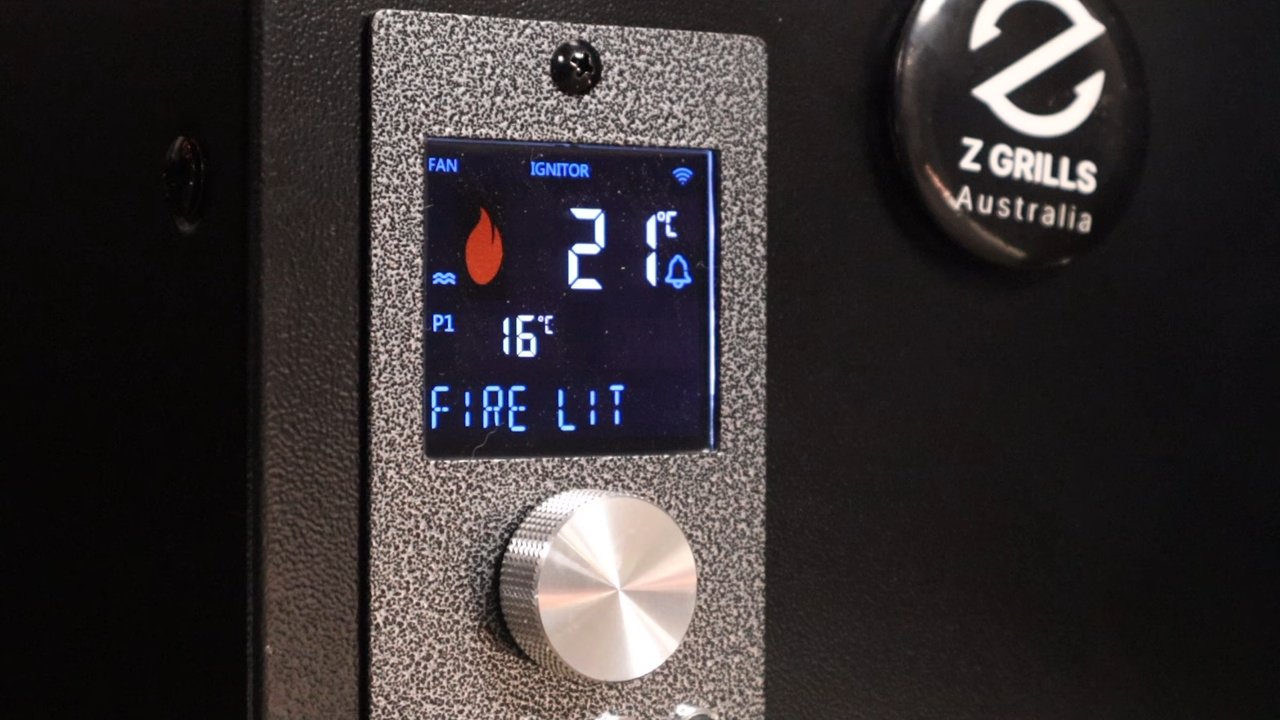 FAN IGNITOR
21°C
P1 16°C
FIRE LIT
Z GRILLS
Australia